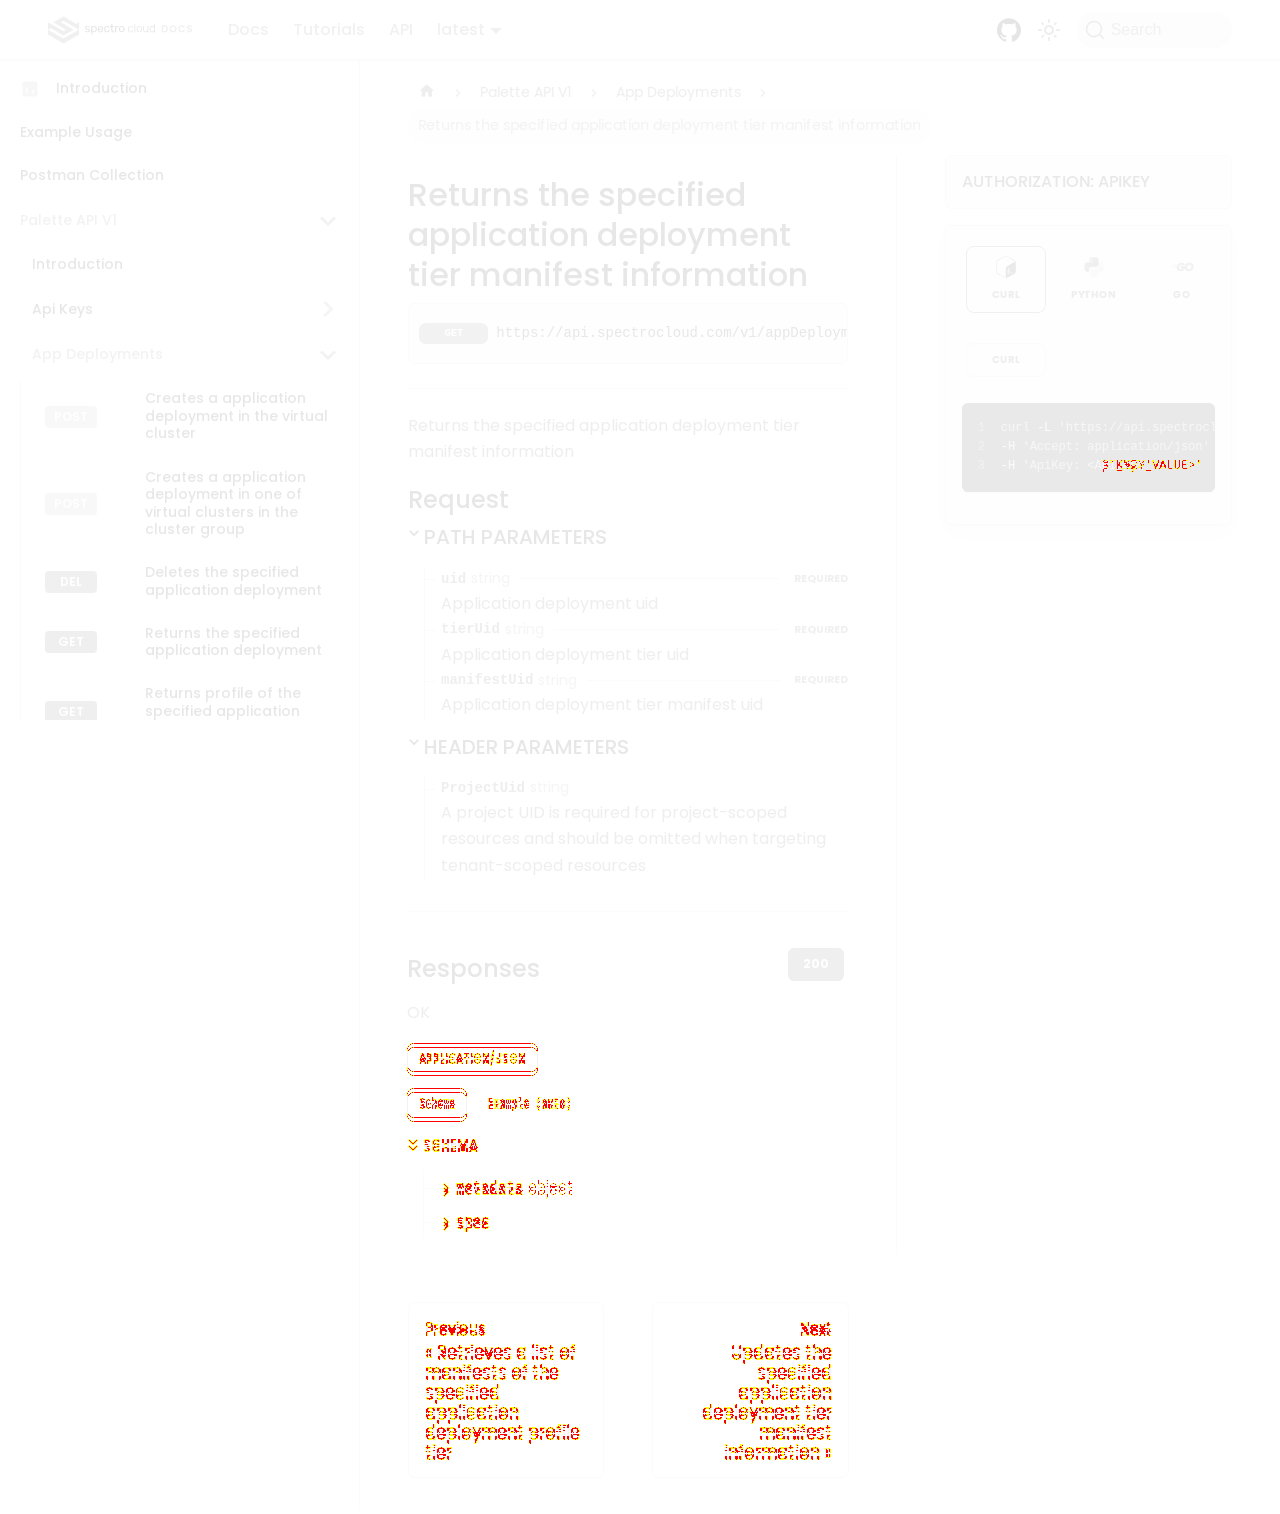 spectro cloud DOCS
Docs
Tutorials
API
latest
Search
Introduction
Example Usage
Postman Collection
Palette API V1
Introduction
Api Keys
App Deployments
POST
Creates a application
deployment in the virtual
cluster
POST
Creates a application
deployment in one of
virtual clusters in the
cluster group
DEL
Deletes the specified
application deployment
GET
Returns the specified
application deployment
GET
Returns profile of the
specified application
Palette API V1
App Deployments
Returns the specified application deployment tier manifest information
Returns the specified
application deployment
tier manifest information
GET https://api.spectrocloud.com/v1/appDeploym
Returns the specified application deployment tier
manifest information
Request
PATH PARAMETERS
uid string REQUIRED
Application deployment uid
tierUid string REQUIRED
Application deployment tier uid
manifestUid string REQUIRED
Application deployment tier manifest uid
HEADER PARAMETERS
ProjectUid string
A project UID is required for project-scoped
resources and should be omitted when targeting
tenant-scoped resources
Responses
200
OK
APPLICATION/JSON
Schema
Example (auto)
SCHEMA
metadata object
spec
Previous
« Retrieves a list of
manifests of the
specified
application
deployment profile
tier
Next
Updates the
specified
application
deployment tier
manifest
information »
AUTHORIZATION: APIKEY
CURL
PYTHON
GO
GO
CURL
1 curl -L 'https://api.spectrocl
2 -H 'Accept: application/json'
3 -H 'ApiKey: